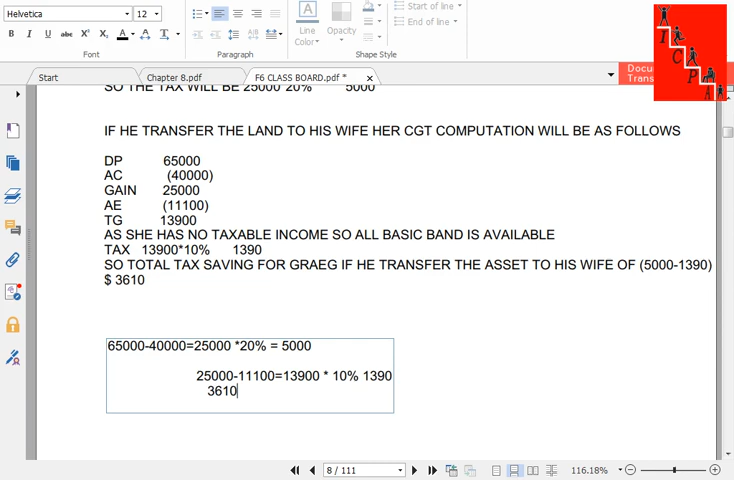 Helvetica 12 Start of line
End of line
B I U abc X² X₂ A A T Line Color Opacity
Font Paragraph Shape Style
I
C
P
A
Docu
Trans
Start Chapter 8.pdf F6 CLASS BOARD.pdf *
SO THE TAX WILL BE 25000*20% 5000
IF HE TRANSFER THE LAND TO HIS WIFE HER CGT COMPUTATION WILL BE AS FOLLOWS
DP 65000
AC (40000)
GAIN 25000
AE (11100)
TG 13900
AS SHE HAS NO TAXABLE INCOME SO ALL BASIC BAND IS AVAILABLE
TAX 13900*10% 1390
SO TOTAL TAX SAVING FOR GRAEG IF HE TRANSFER THE ASSET TO HIS WIFE OF (5000-1390)
$ 3610
65000-40000=25000 *20% = 5000
25000-11100=13900 * 10% 1390
3610
8 / 111 116.18%